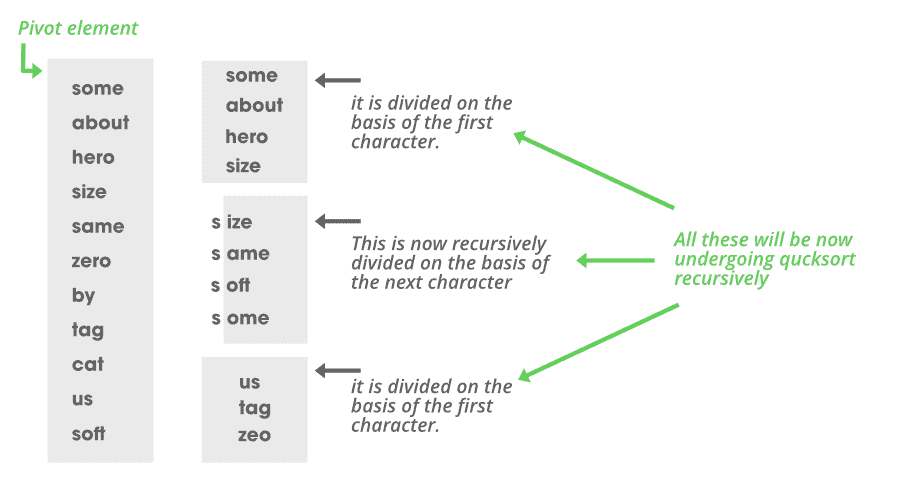 Pivot element
some
about
hero
size
same
zero
by
tag
cat
us
soft
some
about
hero
size
it is divided on the
basis of the first
character.
s ize
s ame
s oft
s ome
This is now recursively
divided on the basis of
the next character
us
tag
zeo
it is divided on the
basis of the first
character.
All these will be now
undergoing qucksort
recursively